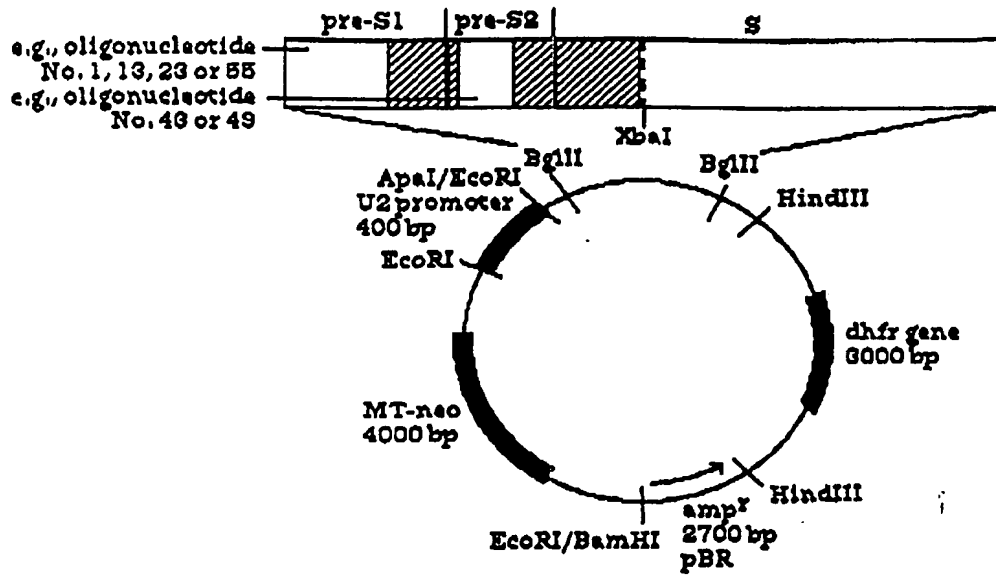 pre-S1
pre-S2
S
e.g., oligonucleotide
No. 1, 13, 23 or 55
e.g., oligonucleotide
No. 48 or 49
XbaI
BglII
BglII
ApaI/EcoRI
U2 promoter
400 bp
EcoRI
HindIII
dhfr gene
3000 bp
MT-neo
4000 bp
HindIII
EcoRI/BamHI
ampr
2700 bp
pBR